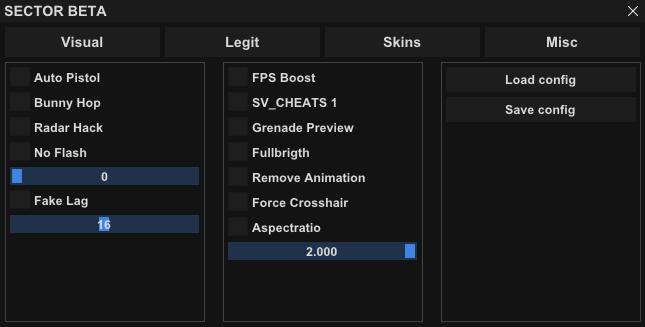 SECTOR BETA
Visual Legit Skins Misc
Auto Pistol
Bunny Hop
Radar Hack
No Flash
0
Fake Lag
16
FPS Boost
SV_CHEATS 1
Grenade Preview
Fullbrigth
Remove Animation
Force Crosshair
Aspectratio
2.000
Load config
Save config